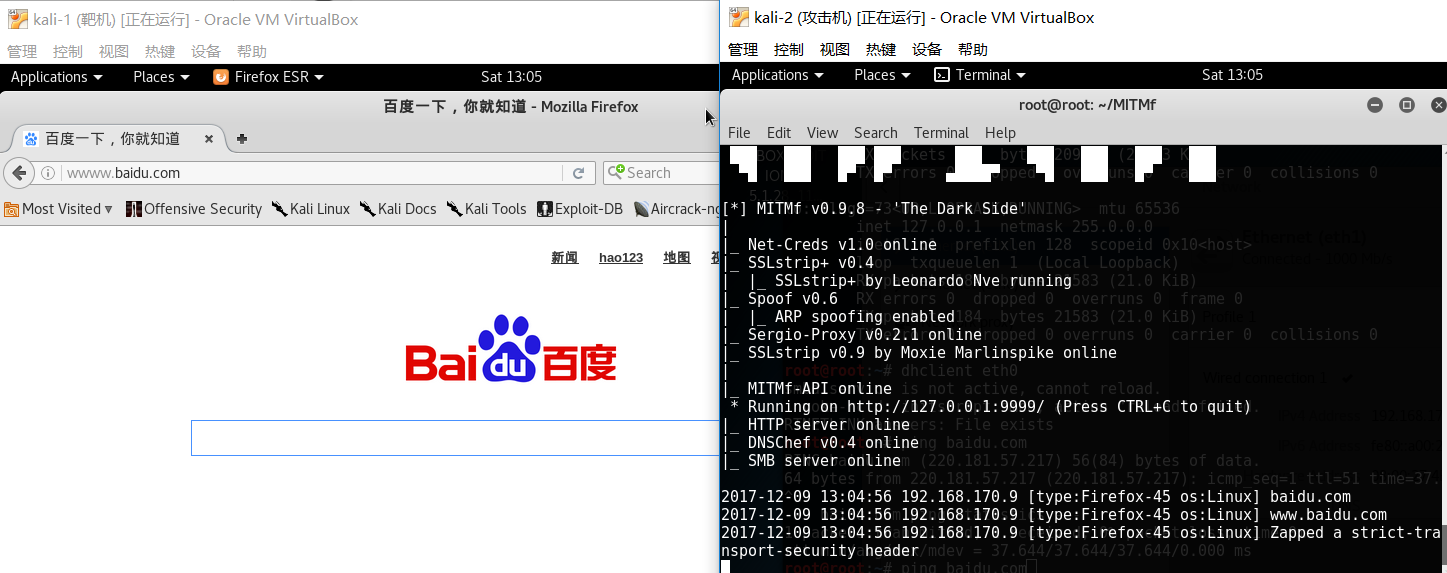 kali-1 (靶机) [正在运行] - Oracle VM VirtualBox
管理 控制 视图 热键 设备 帮助
Applications Places Firefox ESR Sat 13:05
百度一下，你就知道 - Mozilla Firefox
百度一下，你就知道
wwww.baidu.com Search
Most Visited Offensive Security Kali Linux Kali Docs Kali Tools Exploit-DB Aircrack-ng
新闻 hao123 地图
Bai du 百度
kali-2 (攻击机) [正在运行] - Oracle VM VirtualBox
管理 控制 视图 热键 设备 帮助
Applications Places Terminal Sat 13:05
root@root: ~/MITMf
File Edit View Search Terminal Help
[*] MITMf v0.9.8 - 'The Dark Side'
|
|_ Net-Creds v1.0 online
|_ SSLstrip+ v0.4
| |_ SSLstrip+ by Leonardo Nve running
|_ Spoof v0.6
| |_ ARP spoofing enabled
|_ Sergio-Proxy v0.2.1 online
|_ SSLstrip v0.9 by Moxie Marlinspike online
|
|_ MITMf-API online
* Running on http://127.0.0.1:9999/ (Press CTRL+C to quit)
|_ HTTP server online
|_ DNSChef v0.4 online
|_ SMB server online
2017-12-09 13:04:56 192.168.170.9 [type:Firefox-45 os:Linux] baidu.com
2017-12-09 13:04:56 192.168.170.9 [type:Firefox-45 os:Linux] www.baidu.com
2017-12-09 13:04:56 192.168.170.9 [type:Firefox-45 os:Linux] Zapped a strict-tra
nsport-security header